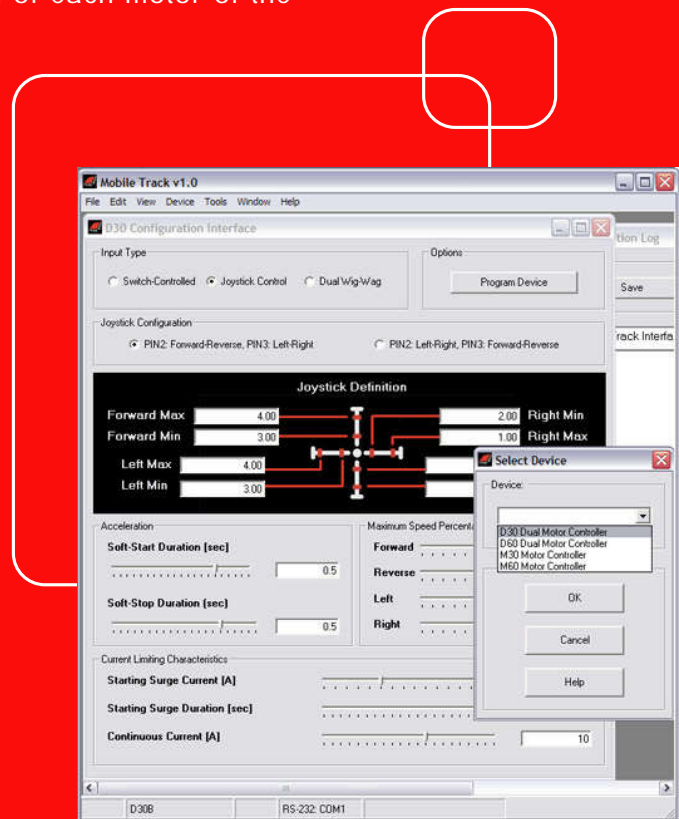 of each motor of the
Mobile Track v1.0
File Edit View Device Tools Window Help
D30 Configuration Interface
tion Log
Input Type
Options
Switch-Controlled Joystick Control Dual Wig-Wag
Program Device
Save
Joystick Configuration
rack Interfa
PIN2: Forward-Reverse, PIN3: Left-Right
PIN2: Left-Right, PIN3: Forward-Reverse
Joystick Definition
Forward Max 4.00
2.00 Right Min
Forward Min 3.00
1.00 Right Max
Left Max 4.00
Left Min 3.00
Select Device
Device:
D30 Dual Motor Controller
D60 Dual Motor Controller
M30 Motor Controller
M60 Motor Controller
OK
Cancel
Help
Acceleration
Soft-Start Duration [sec]
0.5
Soft-Stop Duration [sec]
0.5
Maximum Speed Percenta
Forward
Reverse
Left
Right
Current Limiting Characteristics
Starting Surge Current [A]
Starting Surge Duration [sec]
Continuous Current [A]
10
D30B
RS-232: COM1